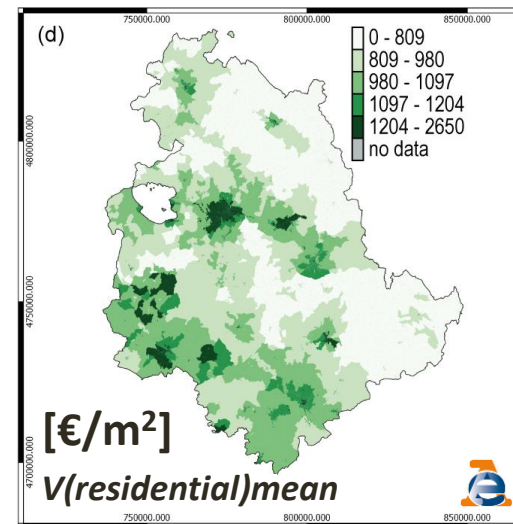 750000.000 800000.000 850000.000
(d)
0 - 809
809 - 980
980 - 1097
1097 - 1204
1204 - 2650
no data
4800000.000
4750000.000
4700000.000
[€/m²]
V(residential)mean
750000.000 800000.000 850000.000